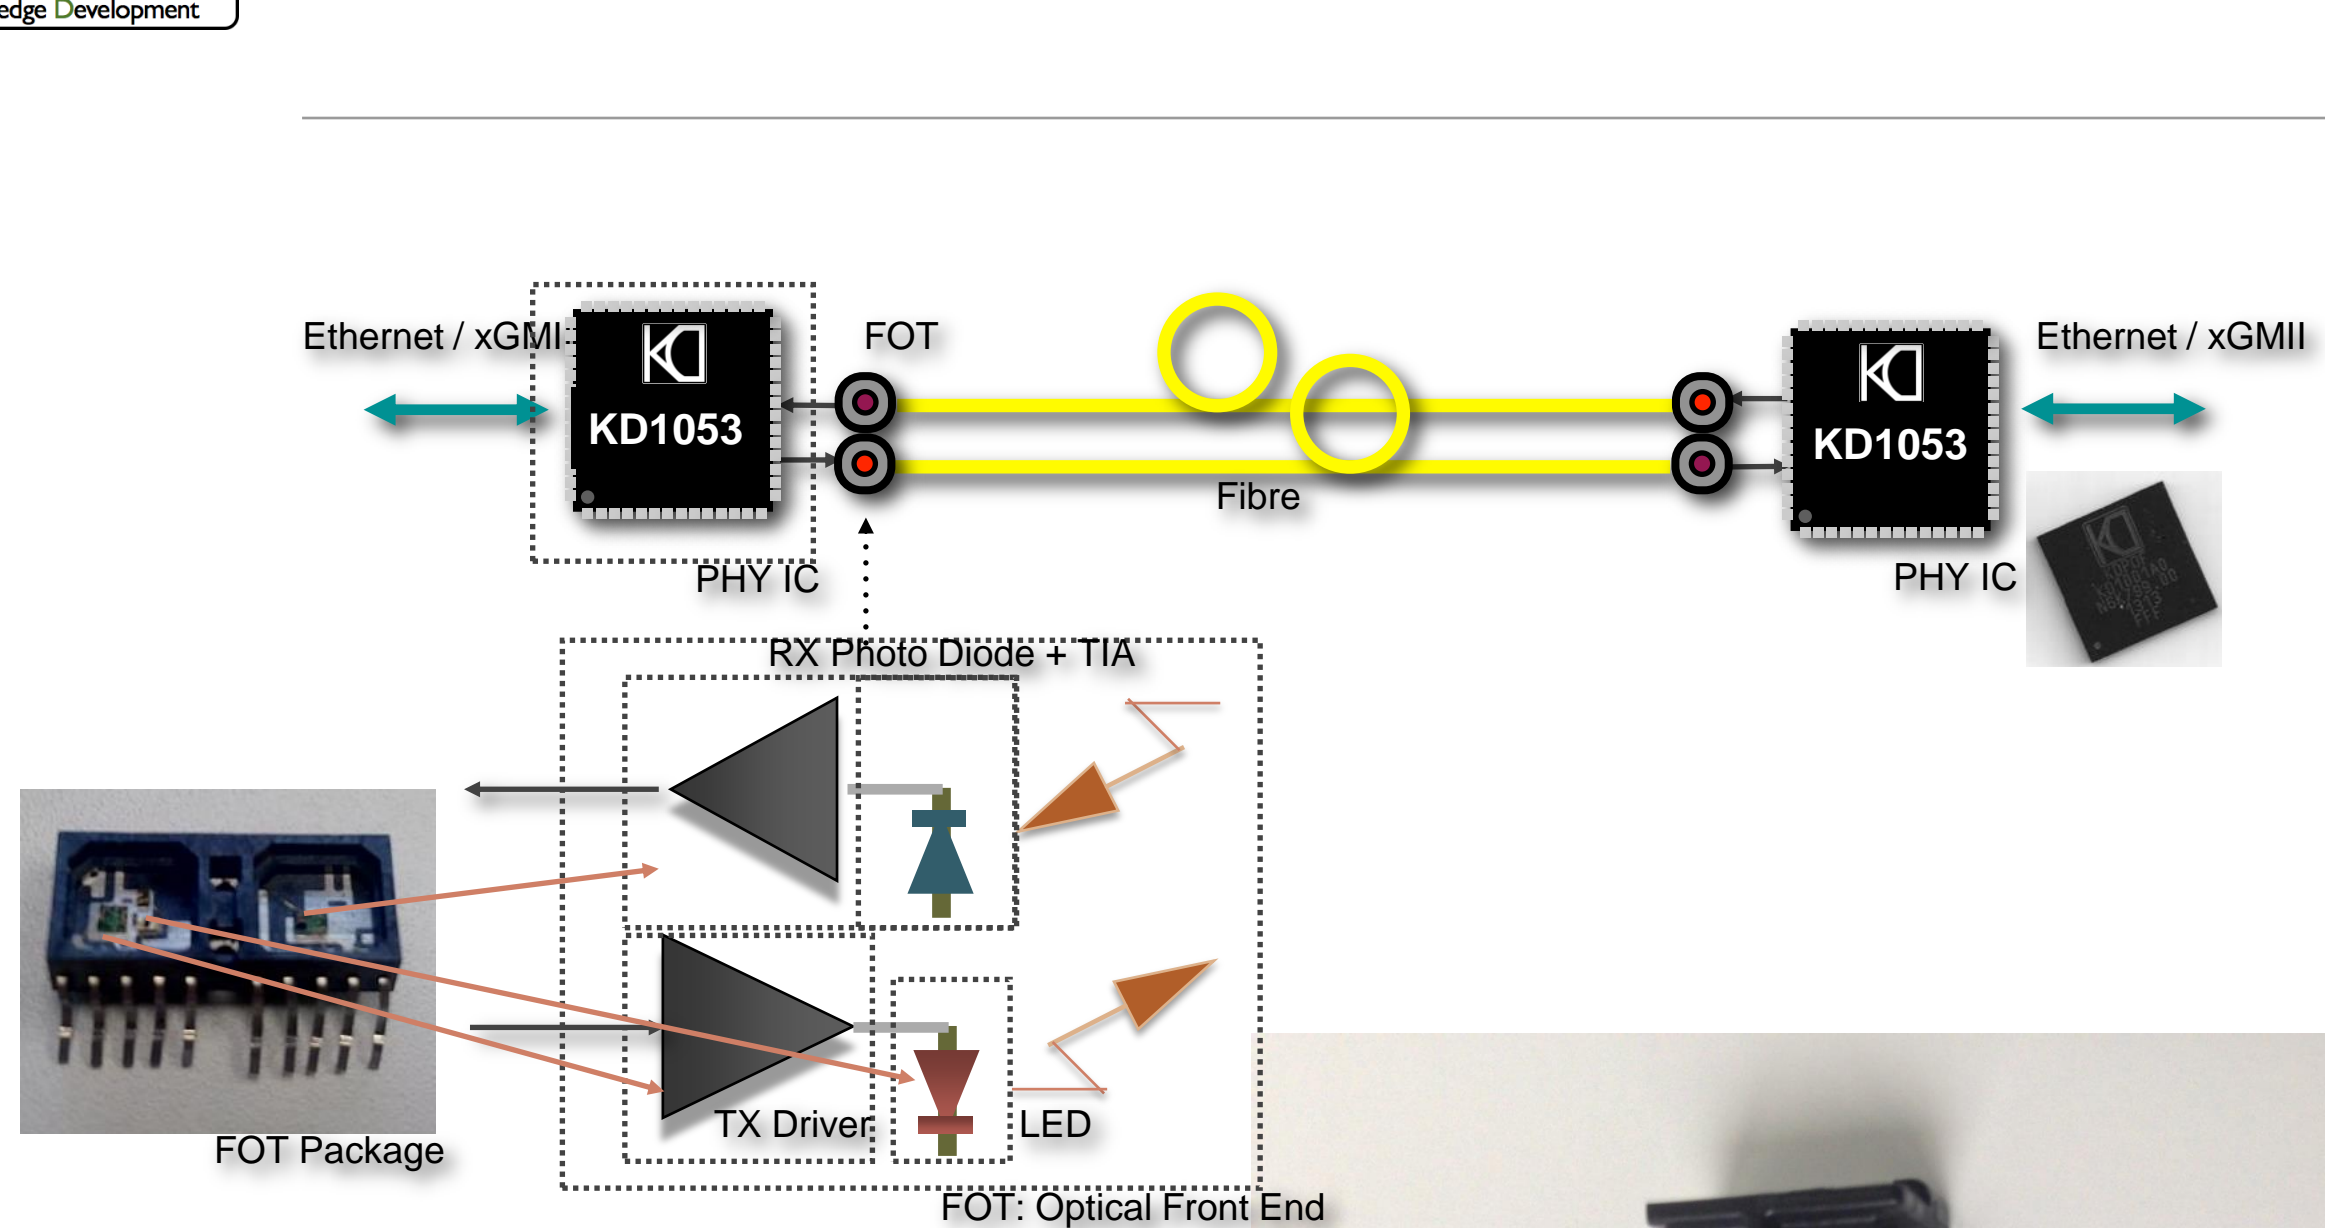 edge Development
Ethernet / xGMI
FOT
Ethernet / xGMII
KD1053
KD1053
Fibre
PHY IC
PHY IC
RX Photo Diode + TIA
TX Driver
LED
FOT Package
FOT: Optical Front End